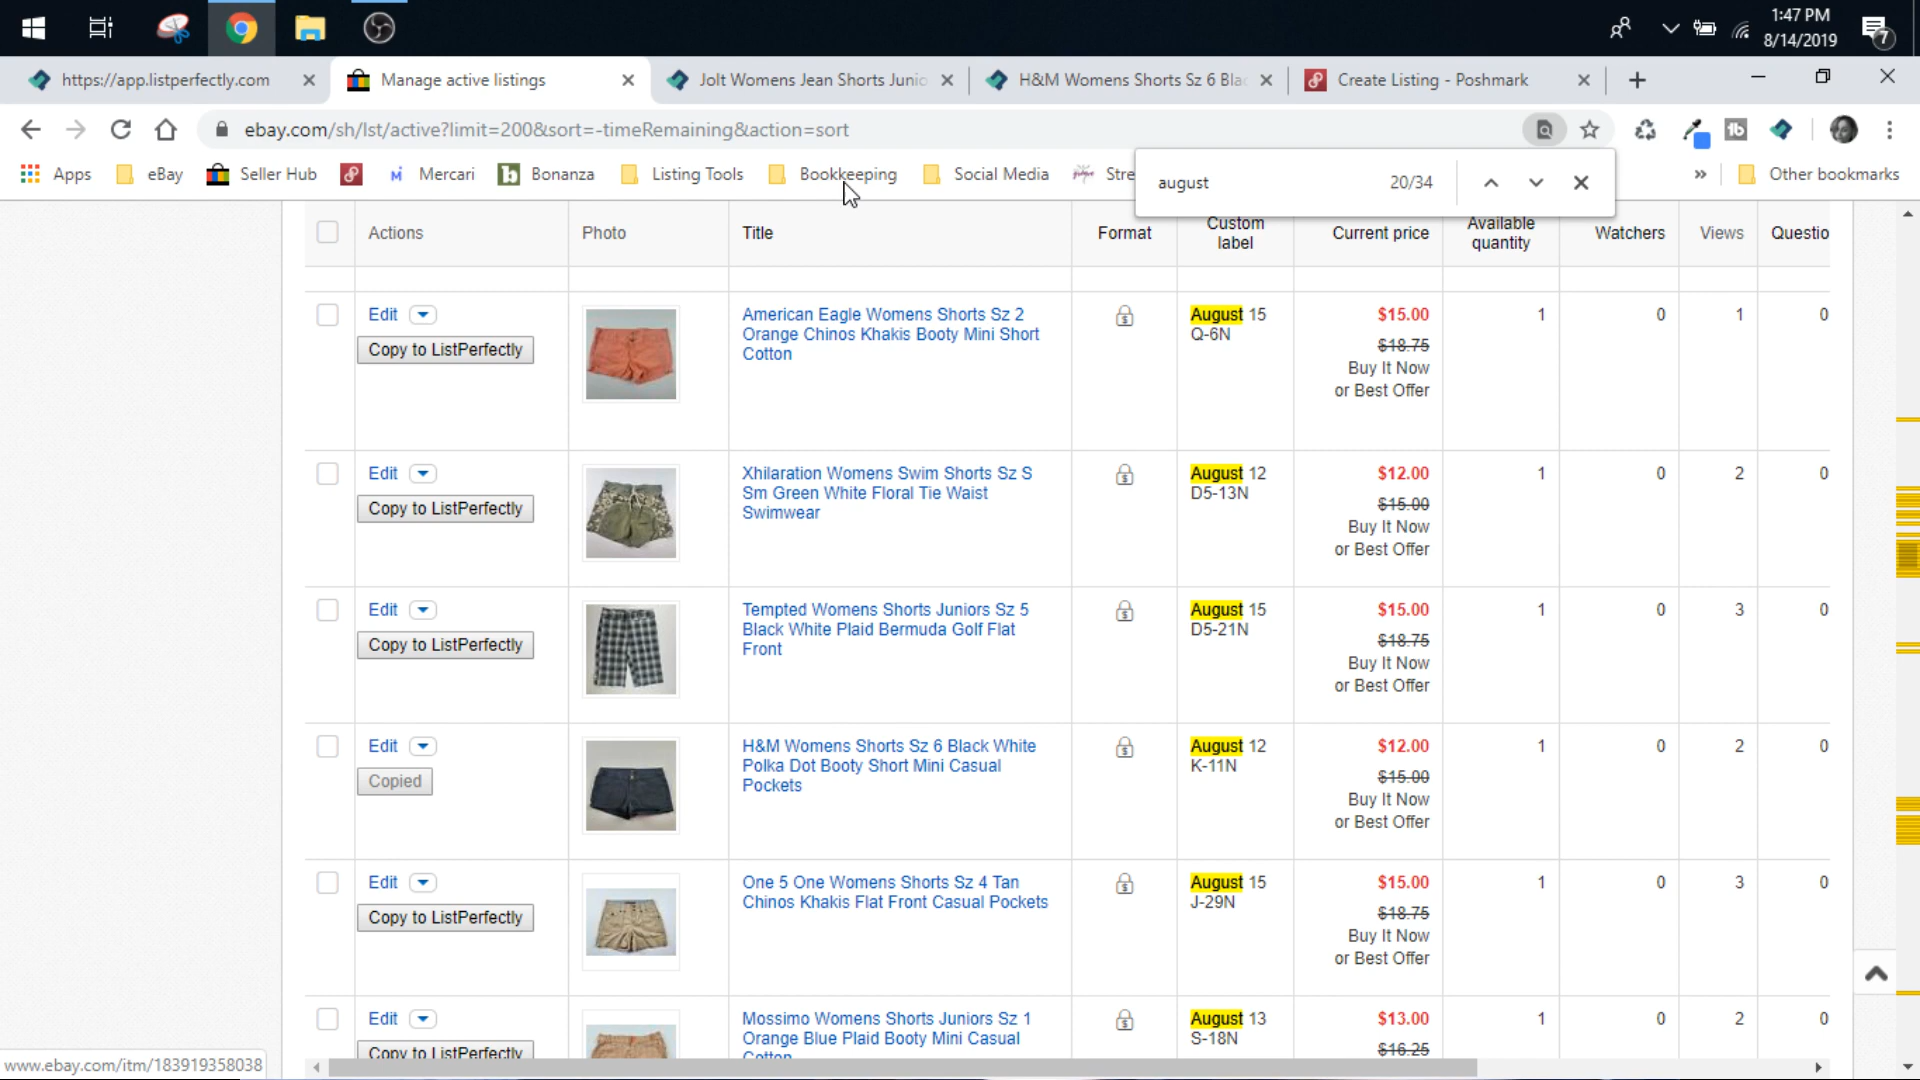 1:47 PM
8/14/2019
7
https://app.listperfectly.com
Manage active listings
Jolt Womens Jean Shorts Junio
H&M Womens Shorts Sz 6 Blac
Create Listing - Poshmark
ebay.com/sh/lst/active?limit=200&sort=-timeRemaining&action=sort
Apps
eBay
Seller Hub
Mercari
Bonanza
Listing Tools
Bookkeeping
Social Media
Stre
Other bookmarks
august
20/34
Actions
Photo
Title
Format
Custom
label
Current price
Available
quantity
Watchers
Views
Questio
Edit
Copy to ListPerfectly
American Eagle Womens Shorts Sz 2
Orange Chinos Khakis Booty Mini Short
Cotton
August 15
Q-6N
$15.00
$18.75
Buy It Now
or Best Offer
1
0
1
0
Edit
Copy to ListPerfectly
Xhilaration Womens Swim Shorts Sz S
Sm Green White Floral Tie Waist
Swimwear
August 12
D5-13N
$12.00
$15.00
Buy It Now
or Best Offer
1
0
2
0
Edit
Copy to ListPerfectly
Tempted Womens Shorts Juniors Sz 5
Black White Plaid Bermuda Golf Flat
Front
August 15
D5-21N
$15.00
$18.75
Buy It Now
or Best Offer
1
0
3
0
Edit
Copied
H&M Womens Shorts Sz 6 Black White
Polka Dot Booty Short Mini Casual
Pockets
August 12
K-11N
$12.00
$15.00
Buy It Now
or Best Offer
1
0
2
0
Edit
Copy to ListPerfectly
One 5 One Womens Shorts Sz 4 Tan
Chinos Khakis Flat Front Casual Pockets
August 15
J-29N
$15.00
$18.75
Buy It Now
or Best Offer
1
0
3
0
Edit
Copy to ListPerfectly
Mossimo Womens Shorts Juniors Sz 1
Orange Blue Plaid Booty Mini Casual
Cotton
August 13
S-18N
$13.00
$16.25
1
0
2
0
www.ebay.com/itm/183919358038